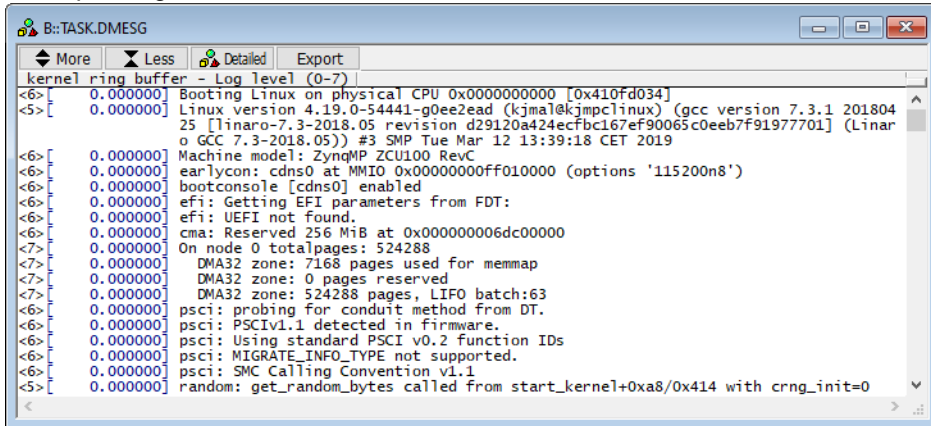 B::TASK.DMESG
More Less Detailed Export
kernel ring buffer - Log level (0-7)
<6>[    0.000000] Booting Linux on physical CPU 0x0000000000 [0x410fd034]
<5>[    0.000000] Linux version 4.19.0-54441-g0ee2ead (kjmal@kjmpclinux) (gcc version 7.3.1 201804
25 [linaro-7.3-2018.05 revision d29120a424ecfbc167ef90065c0eeb7f91977701] (Linar
o GCC 7.3-2018.05)) #3 SMP Tue Mar 12 13:39:18 CET 2019
<6>[    0.000000] Machine model: ZynqMP ZCU100 RevC
<6>[    0.000000] earlycon: cdns0 at MMIO 0x00000000ff010000 (options '115200n8')
<6>[    0.000000] bootconsole [cdns0] enabled
<6>[    0.000000] efi: Getting EFI parameters from FDT:
<6>[    0.000000] efi: UEFI not found.
<6>[    0.000000] cma: Reserved 256 MiB at 0x000000006dc00000
<7>[    0.000000] On node 0 totalpages: 524288
<7>[    0.000000]   DMA32 zone: 7168 pages used for memmap
<7>[    0.000000]   DMA32 zone: 0 pages reserved
<7>[    0.000000]   DMA32 zone: 524288 pages, LIFO batch:63
<6>[    0.000000] psci: probing for conduit method from DT.
<6>[    0.000000] psci: PSCIv1.1 detected in firmware.
<6>[    0.000000] psci: Using standard PSCI v0.2 function IDs
<6>[    0.000000] psci: MIGRATE_INFO_TYPE not supported.
<6>[    0.000000] psci: SMC Calling Convention v1.1
<5>[    0.000000] random: get_random_bytes called from start_kernel+0xa8/0x414 with crng_init=0